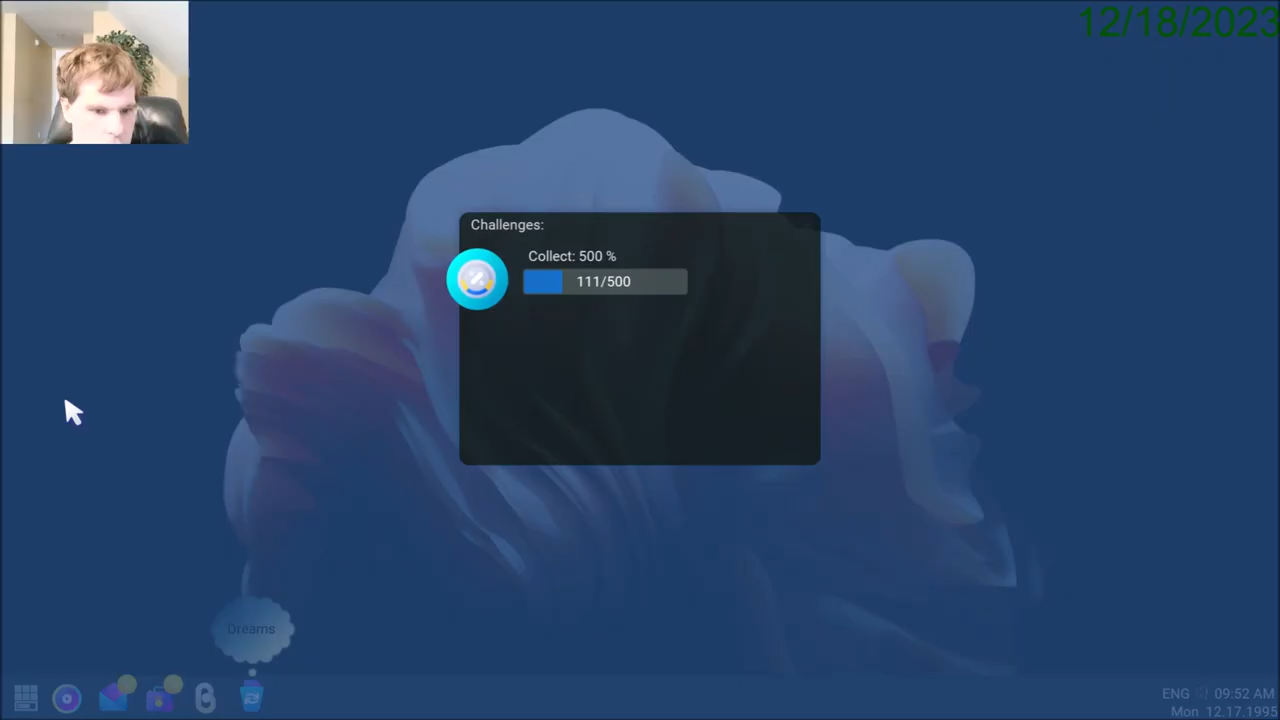 12/18/2023
Challenges:
Collect: 500 %
111/500
Dreams
ENG 09:52 AM
Mon 12.17.1995